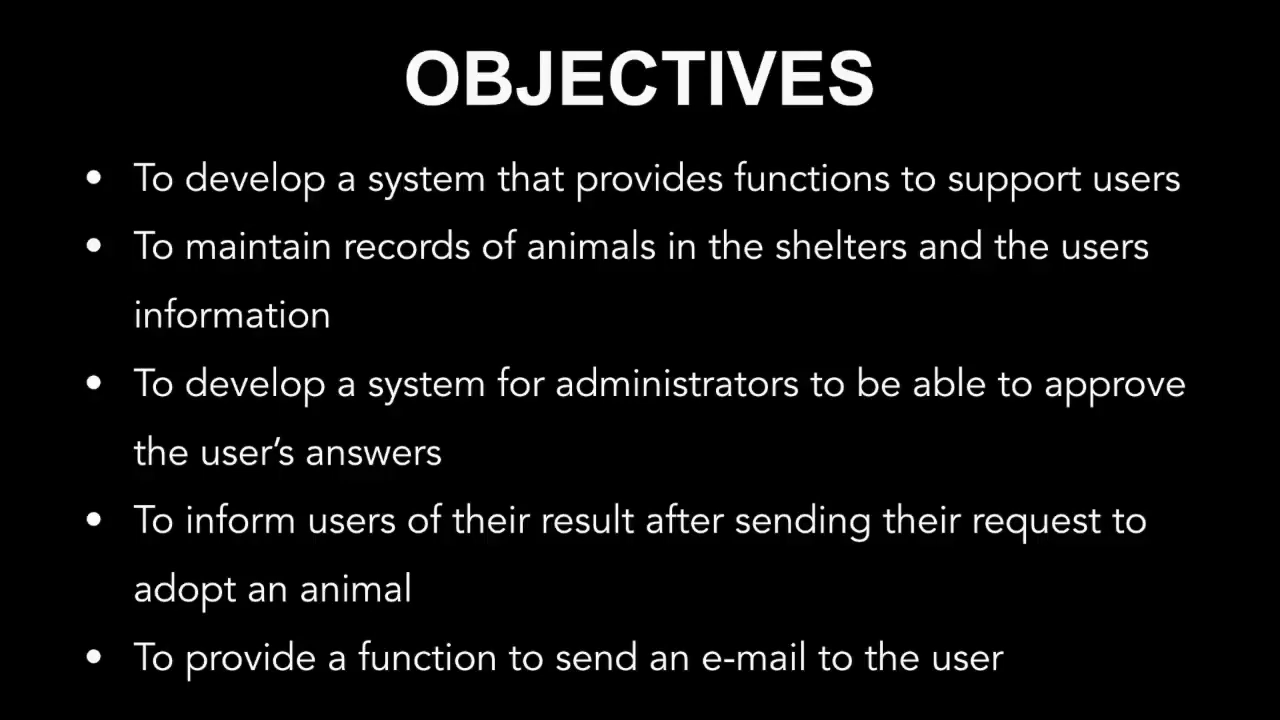 OBJECTIVES
• To develop a system that provides functions to support users
• To maintain records of animals in the shelters and the users
information
• To develop a system for administrators to be able to approve
the user’s answers
• To inform users of their result after sending their request to
adopt an animal
• To provide a function to send an e-mail to the user